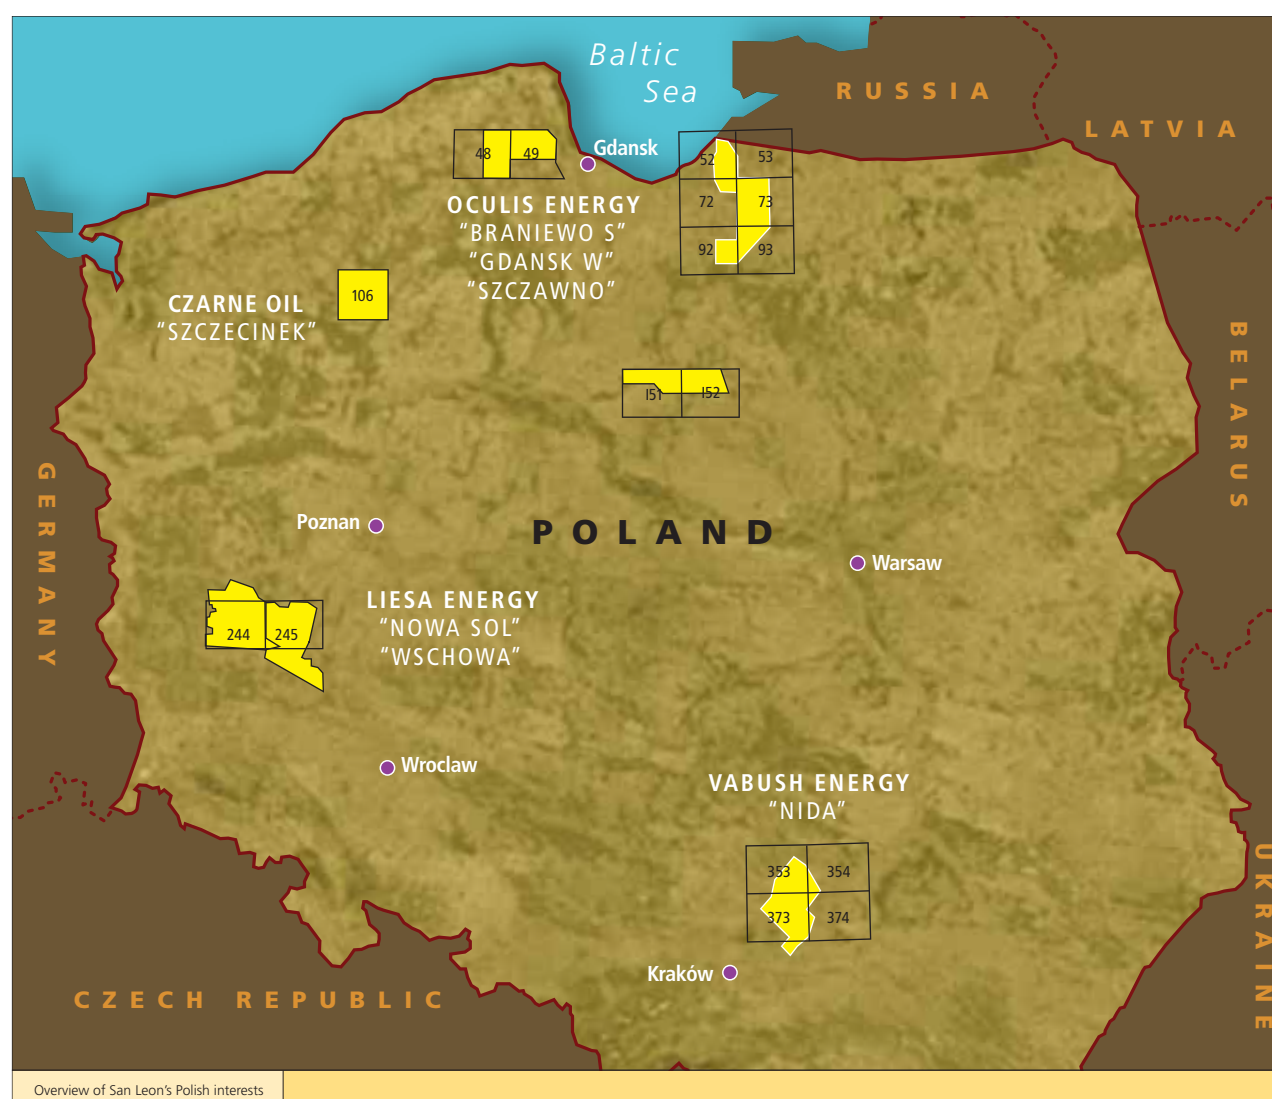 Baltic
Sea
RUSSIA
LATVIA
48
49
Gdansk
52
53
OCULIS ENERGY
“BRANIEWO S”
“GDANSK W”
“SZCZAWNO”
72
73
92
93
CZARNE OIL
“SZCZECINEK”
106
BELARUS
I51
I52
GERMANY
Poznan
POLAND
Warsaw
LIESA ENERGY
“NOWA SOL”
“WSCHOWA”
244
245
Wroclaw
VABUSH ENERGY
“NIDA”
353
354
373
374
UKRAINE
Kraków
CZECH REPUBLIC
Overview of San Leon’s Polish interests